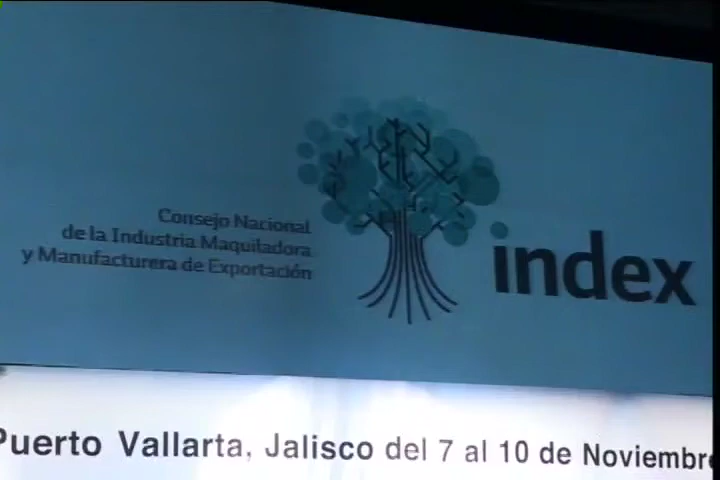 Consejo Nacional
de la Industria Maquiladora
y Manufacturera de Exportación
index
Puerto Vallarta, Jalisco del 7 al 10 de Noviembre